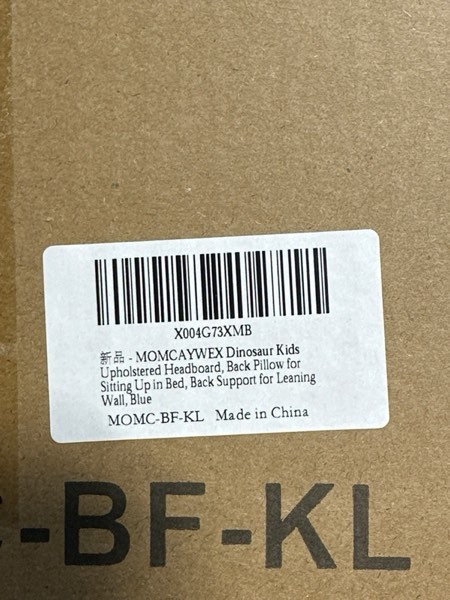 X004G73XMB
新品 - MOMCAYWEX Dinosaur Kids
Upholstered Headboard, Back Pillow for
Sitting Up in Bed, Back Support for Leaning
Wall, Blue
MOMC-BF-KL Made in China
-BF-KL